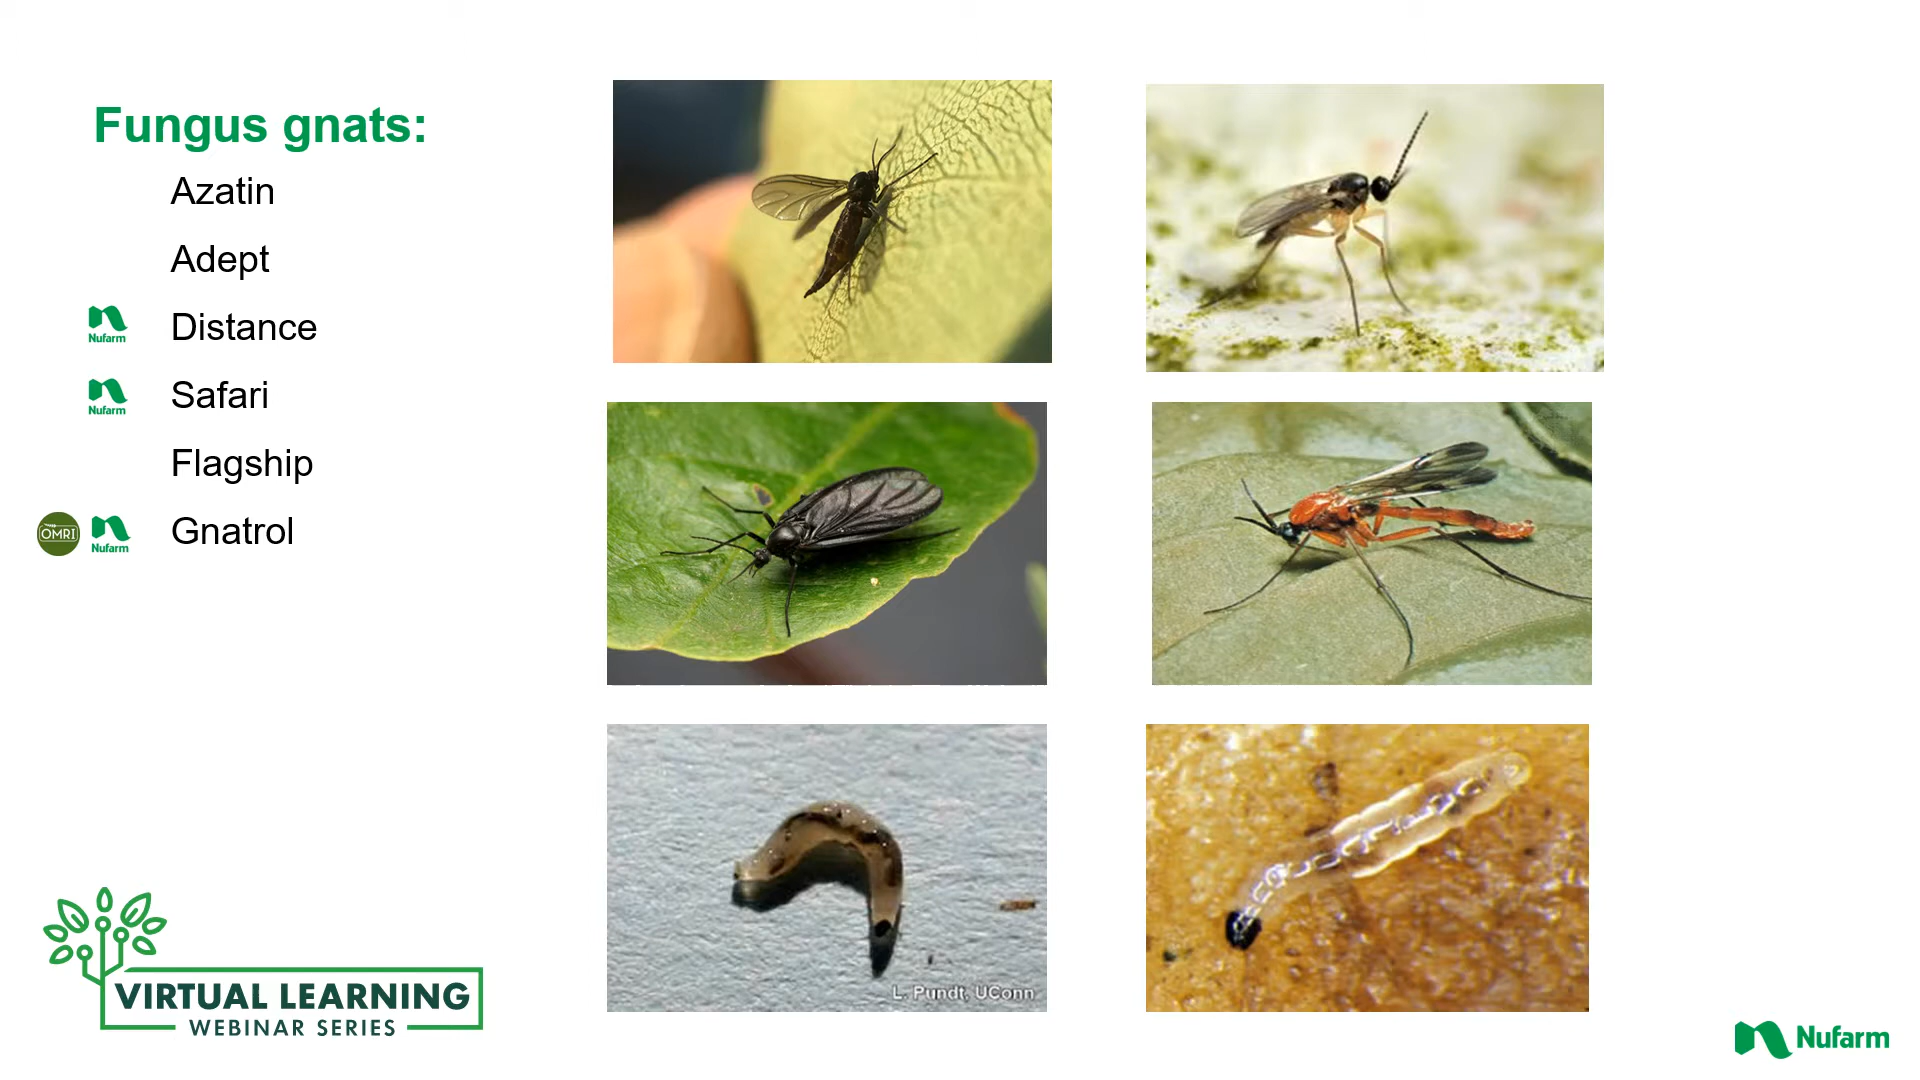 Fungus gnats:
Azatin
Adept
Nufarm
Distance
Nufarm
Safari
Flagship
OMRI
Nufarm
Gnatrol
L. Pundt, UConn
VIRTUAL LEARNING
WEBINAR SERIES
Nufarm